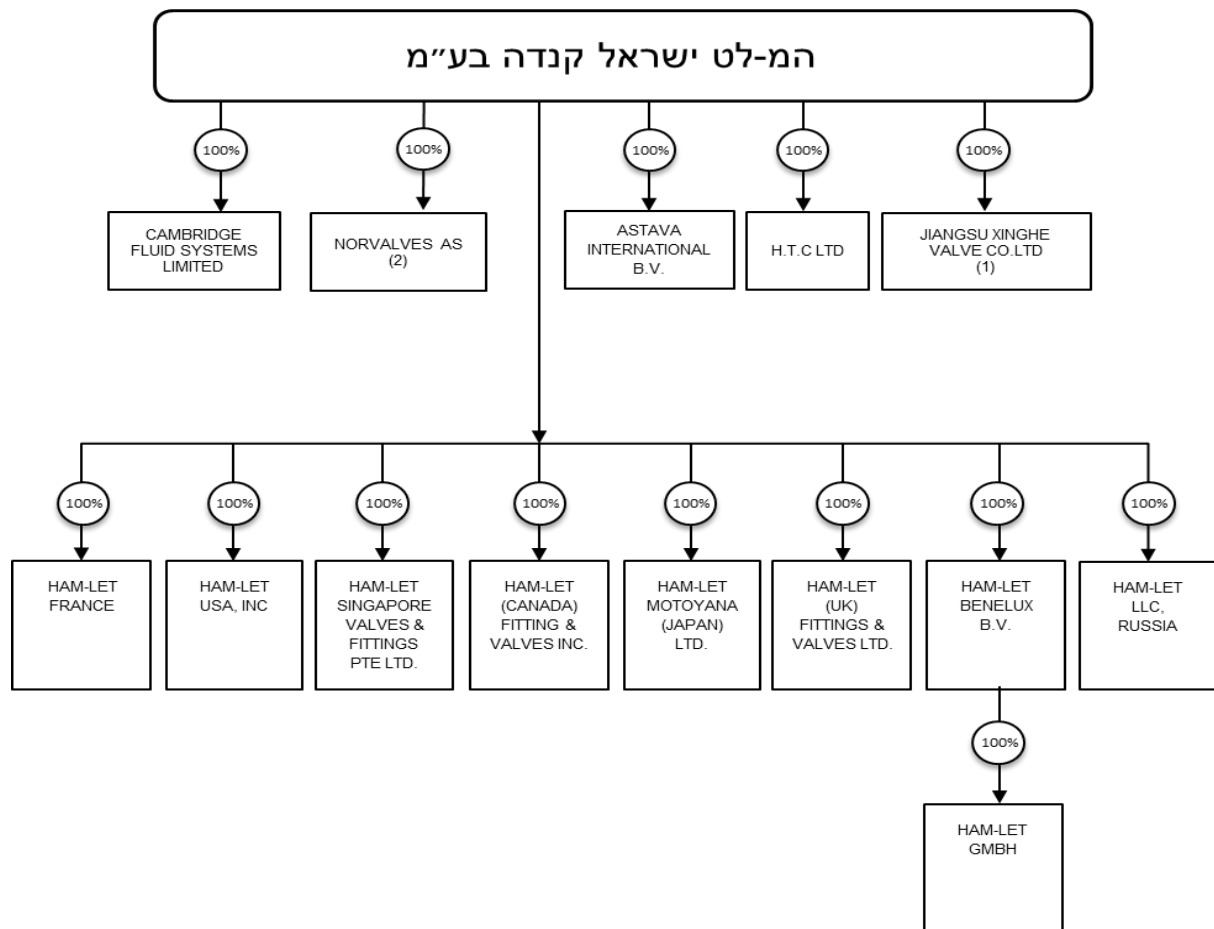 המ-לט ישראל קנדה בע״מ
100%
100%
100%
100%
100%
CAMBRIDGE
FLUID SYSTEMS
LIMITED
NORVALVES AS
(2)
ASTAVA
INTERNATIONAL
B.V.
H.T.C LTD
JIANGSU XINGHE
VALVE CO.LTD
(1)
100%
100%
100%
100%
100%
100%
100%
100%
HAM-LET
FRANCE
HAM-LET
USA, INC
HAM-LET
SINGAPORE
VALVES &
FITTINGS
PTE LTD.
HAM-LET
(CANADA)
FITTING &
VALVES INC.
HAM-LET
MOTOYANA
(JAPAN)
LTD.
HAM-LET
(UK)
FITTINGS &
VALVES LTD.
HAM-LET
BENELUX
B.V.
HAM-LET
LLC,
RUSSIA
100%
HAM-LET
GMBH